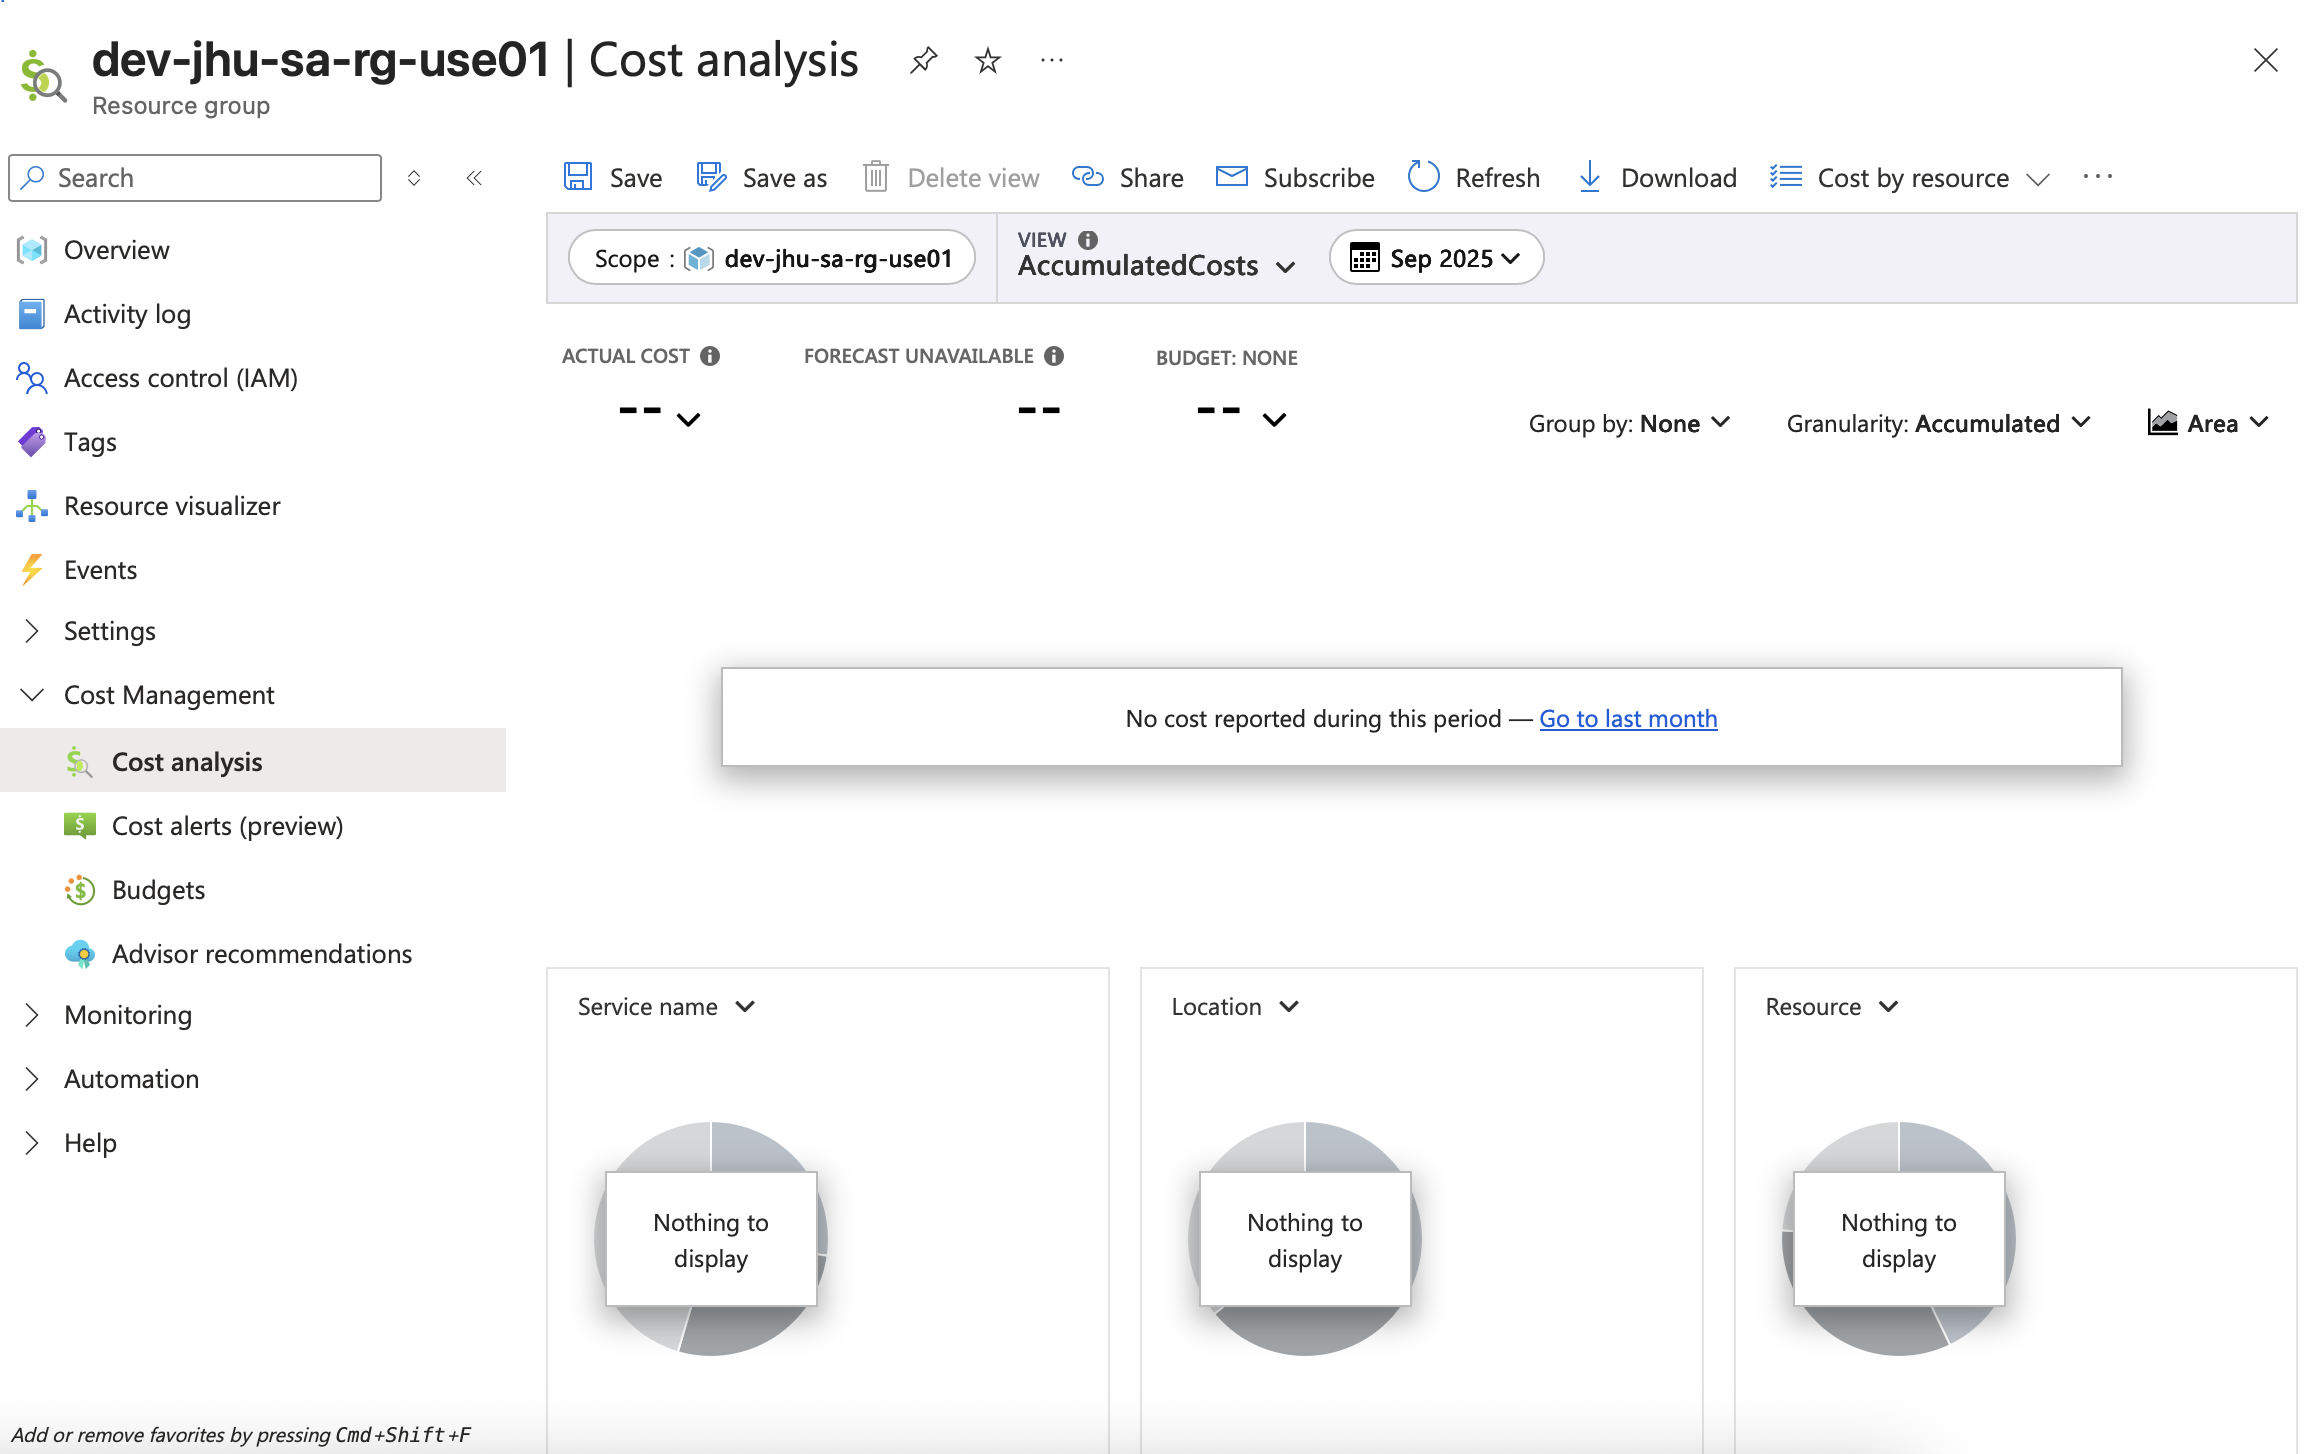 dev-jhu-sa-rg-use01 | Cost analysis
Resource group
Search
Save
Save as
Delete view
Share
Subscribe
Refresh
Download
Cost by resource
Overview
Activity log
Access control (IAM)
Tags
Resource visualizer
Events
Settings
Cost Management
Cost analysis
Cost alerts (preview)
Budgets
Advisor recommendations
Monitoring
Automation
Help
Add or remove favorites by pressing Cmd+Shift+F
Scope : dev-jhu-sa-rg-use01
VIEW
AccumulatedCosts
Sep 2025
ACTUAL COST
--
FORECAST UNAVAILABLE
--
BUDGET: NONE
--
Group by: None
Granularity: Accumulated
Area
No cost reported during this period — Go to last month
Service name
Nothing to
display
Location
Nothing to
display
Resource
Nothing to
display